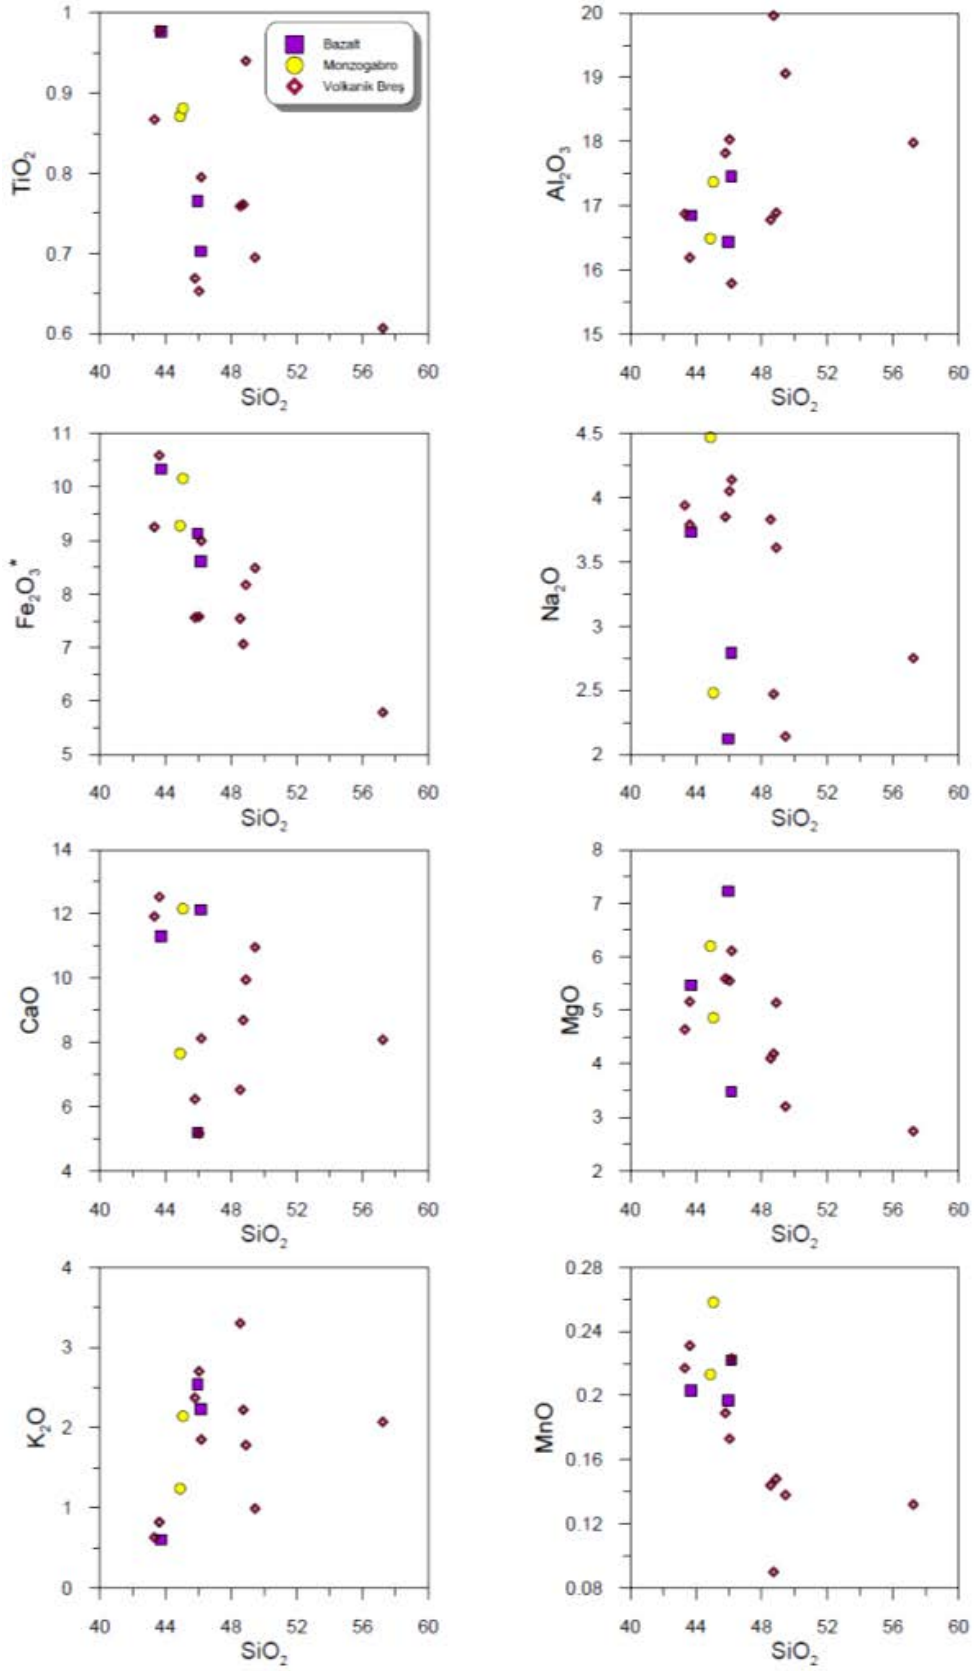 1
0.9
0.8
0.7
0.6
TiO₂
40 44 48 52 56 60
SiO₂
Bazalt
Monzogabro
Volkanik Breş
20
19
18
17
16
15
Al₂O₃
40 44 48 52 56 60
SiO₂
11
10
9
8
7
6
5
Fe₂O₃*
40 44 48 52 56 60
SiO₂
4.5
4
3.5
3
2.5
2
Na₂O
40 44 48 52 56 60
SiO₂
14
12
10
8
6
4
CaO
40 44 48 52 56 60
SiO₂
8
7
6
5
4
3
2
MgO
40 44 48 52 56 60
SiO₂
4
3
2
1
0
K₂O
40 44 48 52 56 60
SiO₂
0.28
0.24
0.2
0.16
0.12
0.08
MnO
40 44 48 52 56 60
SiO₂